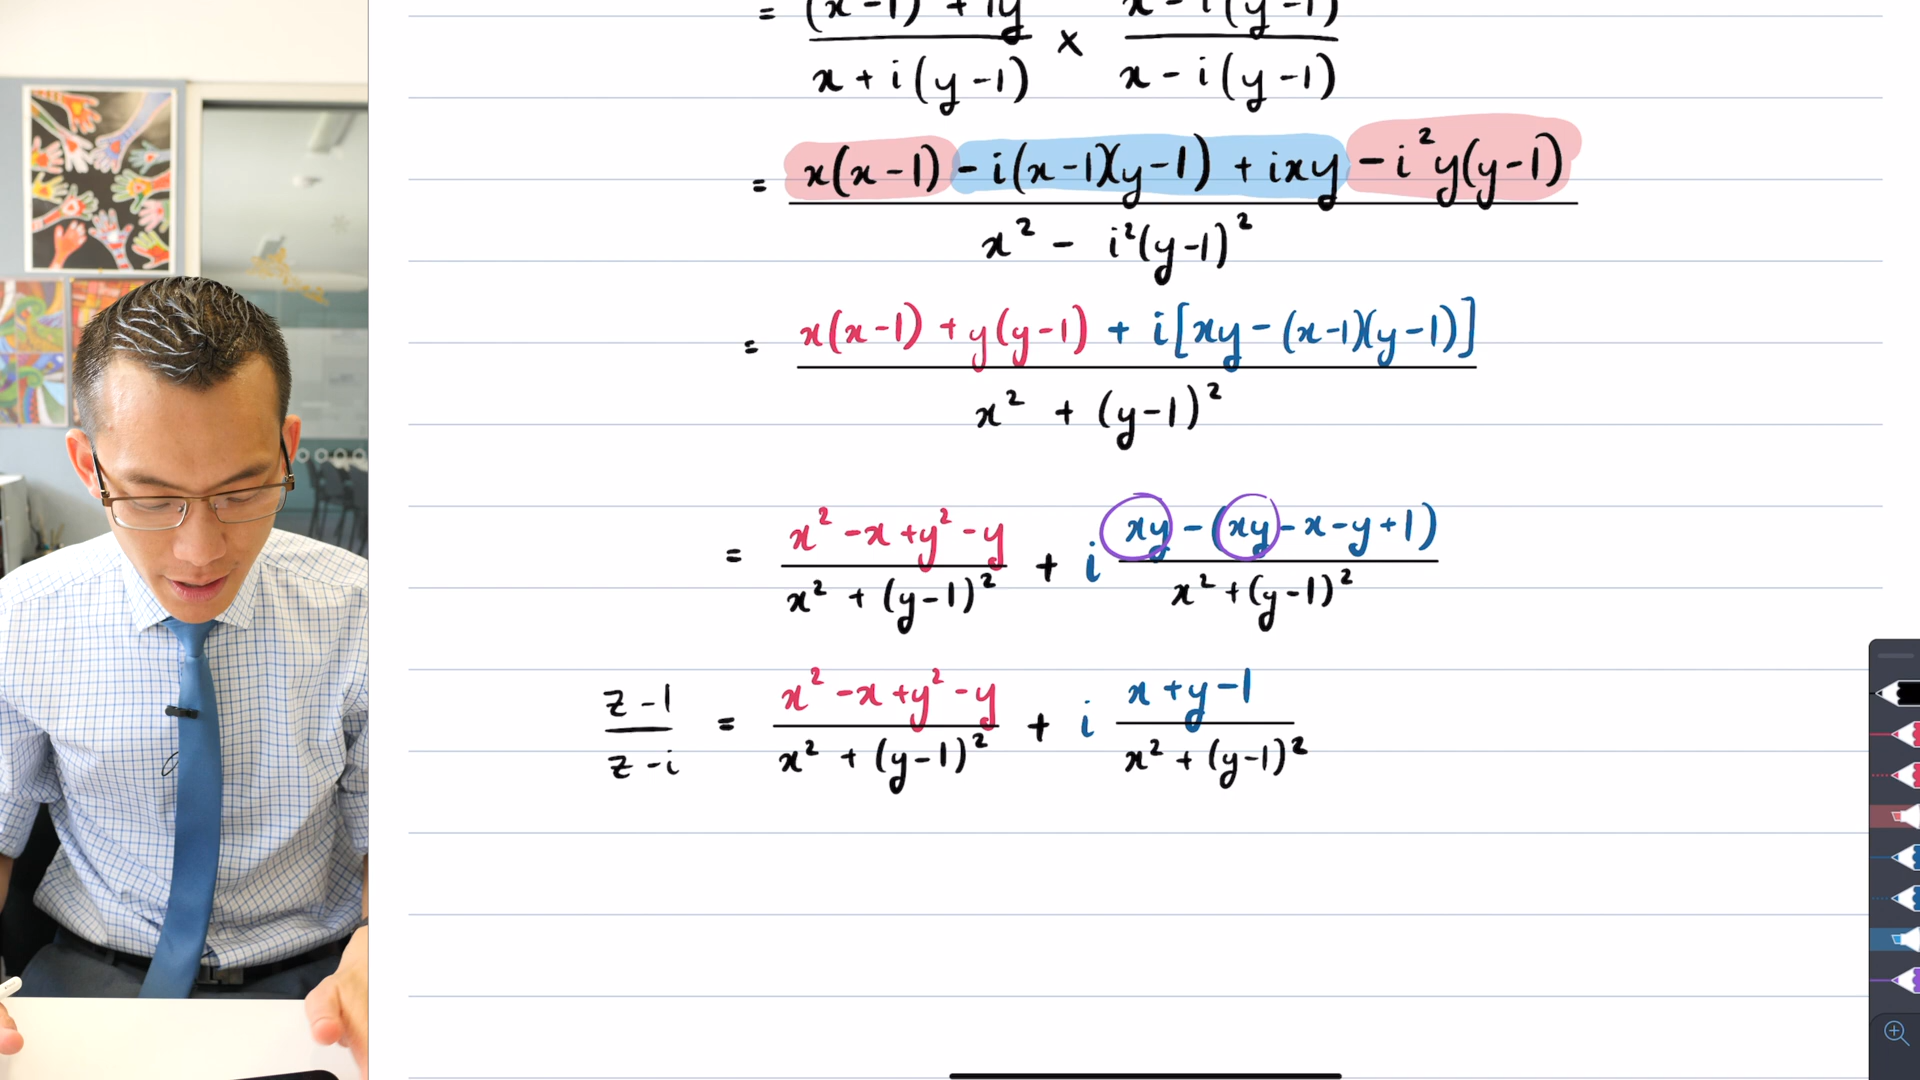 = (x-1) + iy / x + i(y-1) × x - i(y-1) / x - i(y-1)
= x(x-1) - i(x-1)(y-1) + ixy - i²y(y-1) / x² - i²(y-1)²
= x(x-1) + y(y-1) + i[xy - (x-1)(y-1)] / x² + (y-1)²
= x² - x + y² - y / x² + (y-1)² + i xy - (xy - x - y + 1) / x² + (y-1)²
z - 1 / z - i = x² - x + y² - y / x² + (y-1)² + i x + y - 1 / x² + (y-1)²